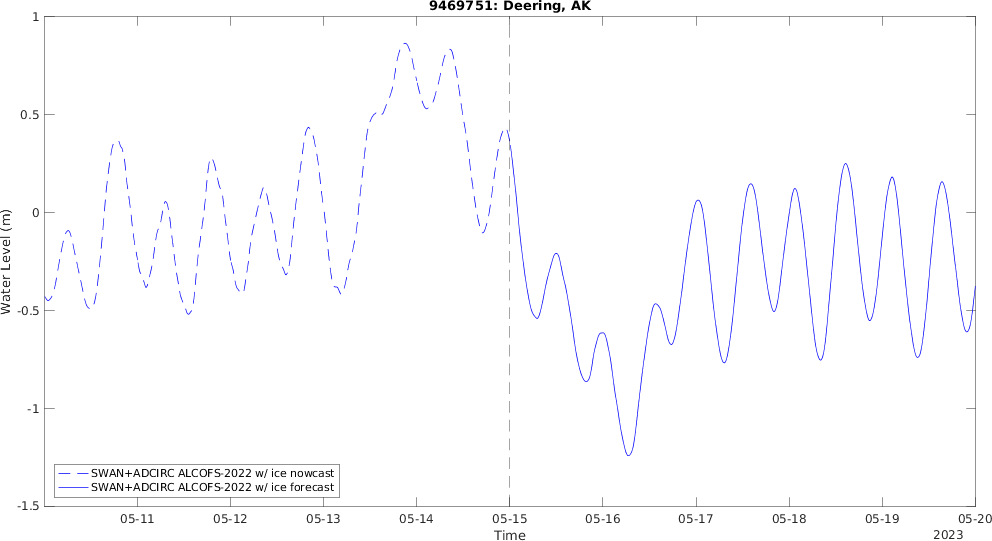 9469751: Deering, AK
1
0.5
0
-0.5
-1
-1.5
Water Level (m)
SWAN+ADCIRC ALCOFS-2022 w/ ice nowcast
SWAN+ADCIRC ALCOFS-2022 w/ ice forecast
05-11 05-12 05-13 05-14 05-15 05-16 05-17 05-18 05-19 05-20
Time
2023